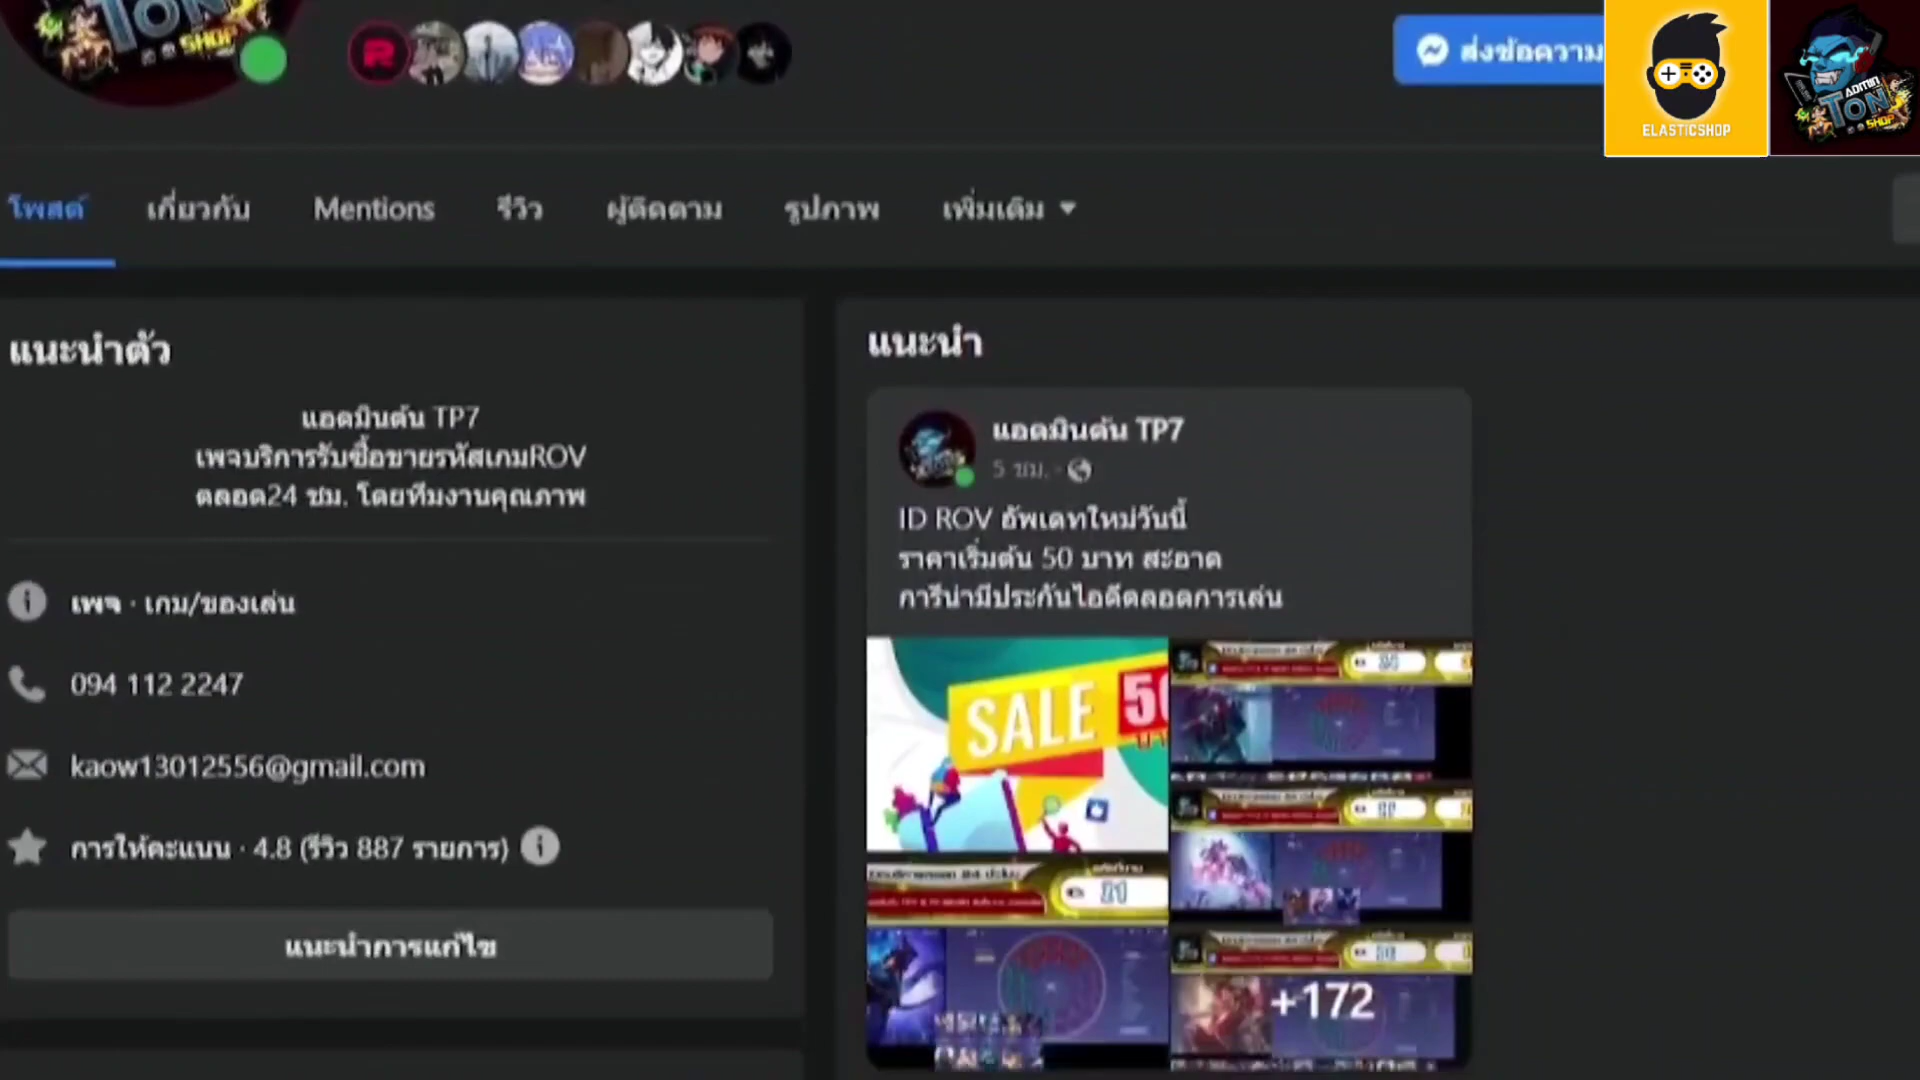 TON
SHOP
ส่งข้อความ
ELASTICSHOP
ADMIN
TON
SHOP
โพสต์
เกี่ยวกับ
Mentions
รีวิว
ผู้ติดตาม
รูปภาพ
เพิ่มเติม
แนะนำตัว
แอดมินต้น TP7
เพจบริการรับซื้อขายรหัสเกมROV
ตลอด24 ชม. โดยทีมงานคุณภาพ
เพจ · เกม/ของเล่น
094 112 2247
kaow13012556@gmail.com
การให้คะแนน · 4.8 (รีวิว 887 รายการ)
แนะนำการแก้ไข
แนะนำ
แอดมินต้น TP7
5 ชม. ·
ID ROV อัพเดทใหม่วันนี้
ราคาเริ่มต้น 50 บาท สะอาด
การีน่ามีประกันไอดีตลอดการเล่น
SALE
21
+172